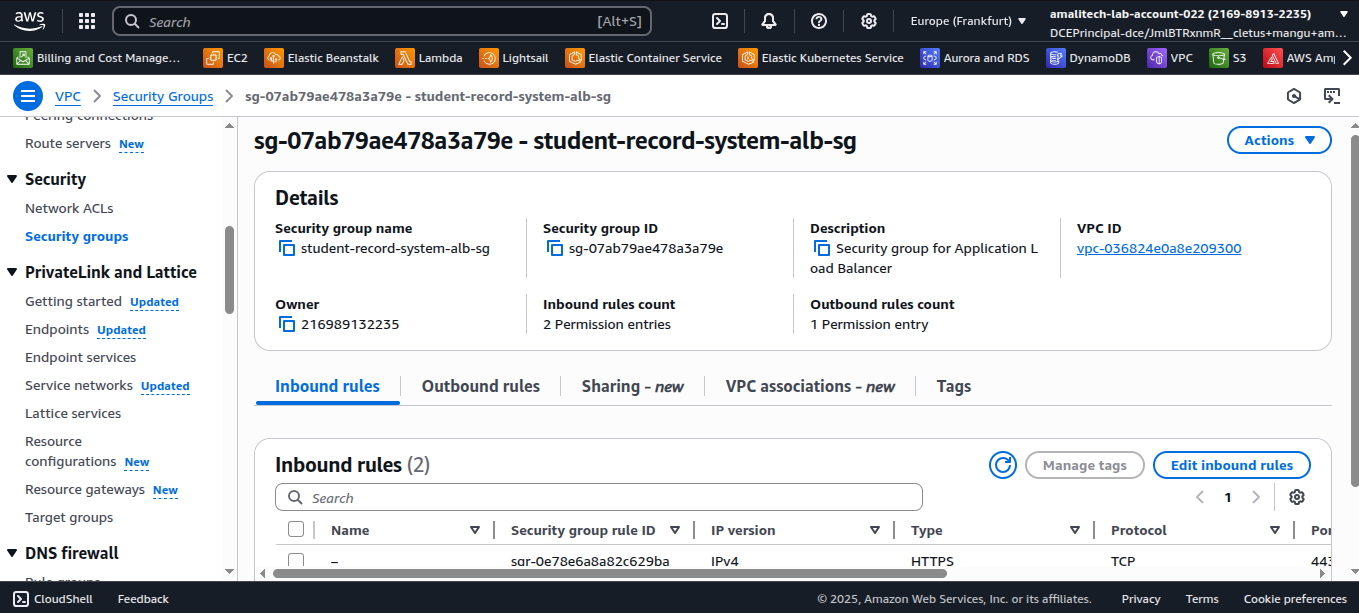 aws
Search [Alt+S]
Europe (Frankfurt)
amalitech-lab-account-022 (2169-8913-2235)
DCEPrincipal-dce/JmlBTRxnmR__cletus+mangu+am...
Billing and Cost Manage... EC2 Elastic Beanstalk Lambda Lightsail Elastic Container Service Elastic Kubernetes Service Aurora and RDS DynamoDB VPC S3 AWS Am
VPC Security Groups sg-07ab79ae478a3a79e - student-record-system-alb-sg
Peering connections
Route servers New
Security
Network ACLs
Security groups
PrivateLink and Lattice
Getting started Updated
Endpoints Updated
Endpoint services
Service networks Updated
Lattice services
Resource
configurations New
Resource gateways New
Target groups
DNS firewall
Rule groups
sg-07ab79ae478a3a79e - student-record-system-alb-sg
Actions
Details
Security group name
student-record-system-alb-sg
Security group ID
sg-07ab79ae478a3a79e
Description
Security group for Application L
oad Balancer
VPC ID
vpc-036824e0a8e209300
Owner
216989132235
Inbound rules count
2 Permission entries
Outbound rules count
1 Permission entry
Inbound rules Outbound rules Sharing - new VPC associations - new Tags
Inbound rules (2)
Manage tags Edit inbound rules
Search
1
Name Security group rule ID IP version Type Protocol Por
– sgr-0e78e6a8a82c629ba IPv4 HTTPS TCP 443
CloudShell Feedback © 2025, Amazon Web Services, Inc. or its affiliates. Privacy Terms Cookie preferences